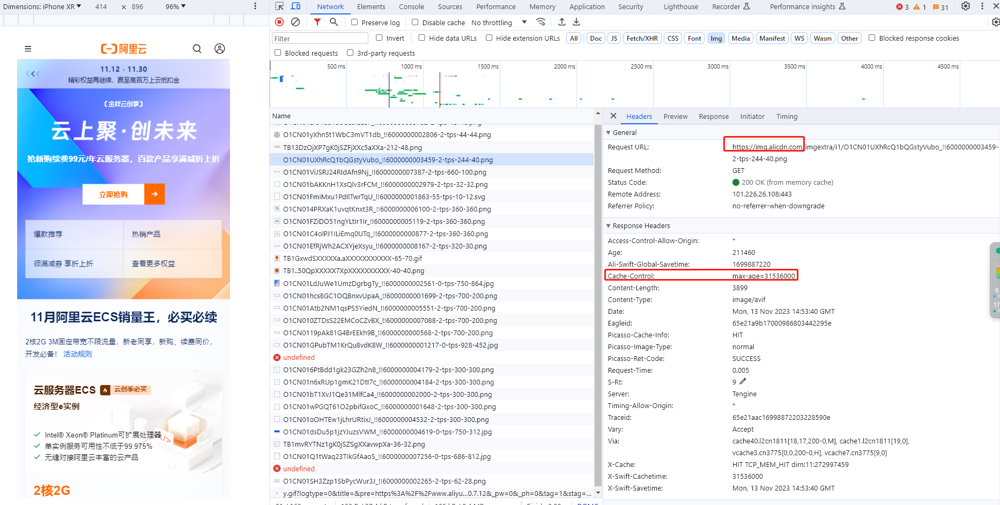 Dimensions: iPhone XR ▼ 414 × 896 96% ▼
Network Elements Console Sources Performance Memory Application Security Lighthouse Recorder Performance insights 3 1 31
Preserve log Disable cache No throttling
Filter Invert Hide data URLs Hide extension URLs All Doc JS Fetch/XHR CSS Font Img Media Manifest WS Wasm Other Blocked response cookies
Blocked requests 3rd-party requests
500 ms 1000 ms 1500 ms 2000 ms 2500 ms 3000 ms 3500 ms 4000 ms 4500 ms
阿里云
11.12 - 11.30
精彩权益再继续，赢至高百万上云抵扣金
〔金秋云创季〕
云上聚·创未来
抢新购续费99元/年云服务器，百款产品享满减折上折
立即抢购 →
爆款推荐 热销产品
领满减券 享折上折 查看更多权益
11月阿里云ECS销量王，必买必续
2核2G 3M固定带宽不限流量，新老同享，新购、续费同价，
开发必备！ 活动规则
云服务器ECS 云创季必买
经济型e实例
Intel® Xeon® Platinum可扩展处理器
单实例服务可用性不低于99.975%
无缝对接阿里云丰富的云产品
2核2G
Name
O1CN01yXhn5t1WbC3mVT1db_!!6000000002806-2-tps-44-44.png
TB13DzOjXP7gK0jSZFjXXc5aXXa-212-48.png
O1CN01UXhRcQ1bQGstyVubo_!!6000000003459-2-tps-244-40.png
O1CN01ViJSRJ24RIdAfn9Nj_!!6000000007387-2-tps-660-100.png
O1CN01bAKKnH1XsQlv3rFCM_!!6000000002979-2-tps-32-32.png
O1CN01FmiMxu1PdIlTwrTqU_!!6000000001863-55-tps-10-12.svg
O1CN014PRXaK1uvqtKnxt3R_!!6000000006100-2-tps-360-360.png
O1CN01FZiDO51ngYLtIr1Ir_!!6000000005119-2-tps-360-360.png
O1CN01C4olPJ1ILiEmq0UTq_!!6000000000877-2-tps-360-360.png
O1CN01EfRjWh2ACXYjeXsyu_!!6000000008167-2-tps-320-30.png
TB1GxwdSXXXXXa.aXXXXXXXXXXX-65-70.gif
TB1..50QpXXXXX7XpXXXXXXXXXX-40-40.png
O1CN01LdJuWe1UmzDgrbgTy_!!6000000002561-0-tps-750-864.jpg
O1CN01hcs8GC1OQBnxvUpaA_!!6000000001699-2-tps-700-200.png
O1CN01Atb2NM1qsPS5YiedN_!!6000000005551-2-tps-700-200.png
O1CN010ZTDsS22EMCoCZvBX_!!6000000007088-2-tps-700-200.png
O1CN0119pAk81G4BrEEkh9B_!!6000000000568-2-tps-700-200.png
O1CN01GPubTM1KrQu8vdK8W_!!6000000001217-0-tps-928-452.jpg
undefined
O1CN016PtBdd1gk23GZh2n8_!!6000000004179-2-tps-300-300.png
O1CN01n6xRUp1gmK21DtI7c_!!6000000004184-2-tps-300-300.png
O1CN01bT1XvJ1Qe31MlfCa4_!!6000000002000-2-tps-300-300.png
O1CN01wPGQT61O2pbifGxoC_!!6000000001648-2-tps-300-300.png
O1CN01oOHTEw1jLhrURtixJ_!!6000000004532-2-tps-300-300.png
O1CN01dsDu5p1jzYJuzsVWM_!!6000000004619-0-tps-750-312.jpg
TB1mvRYTNz1gK0jSZSgXXavwpXa-36-32.png
O1CN01Q1tWaq23TIkGfAaoS_!!6000000007256-0-tps-686-812.jpg
undefined
O1CN01SH3Zzp1SbPycWur3J_!!6000000002265-2-tps-62-28.png
y.gif?logtype=0&title=&pre=https%3A%2F%2Fwww.aliyu...0.7.12&_pw=0&_ph=0&tag=1&stag=...
Headers Preview Response Initiator Timing
General
Request URL: https://img.alicdn.com/imgextra/i1/O1CN01UXhRcQ1bQGstyVubo_!!6000000003459-
2-tps-244-40.png
Request Method: GET
Status Code: 200 OK (from memory cache)
Remote Address: 101.226.26.108:443
Referrer Policy: no-referrer-when-downgrade
Response Headers
Access-Control-Allow-Origin: *
Age: 211460
Ali-Swift-Global-Savetime: 1699887220
Cache-Control: max-age=31536000
Content-Length: 3899
Content-Type: image/avif
Date: Mon, 13 Nov 2023 14:53:40 GMT
Eagleid: 65e21a9b17000986803442295e
Picasso-Cache-Info: HIT
Picasso-Image-Type: normal
Picasso-Ret-Code: SUCCESS
Request-Time: 0.005
S-Rt: 9
Server: Tengine
Timing-Allow-Origin: *
Traceid: 65e21aac16998872203228590e
Vary: Accept
Via: cache40.l2cn1811[18,17,200-0,M], cache1.l2cn1811[19,0],
vcache3.cn3775[0,0,200-0,H], vcache7.cn3775[9,0]
X-Cache: HIT TCP_MEM_HIT dirn:11:272997459
X-Swift-Cachetime: 31536000
X-Swift-Savetime: Mon, 13 Nov 2023 14:53:40 GMT